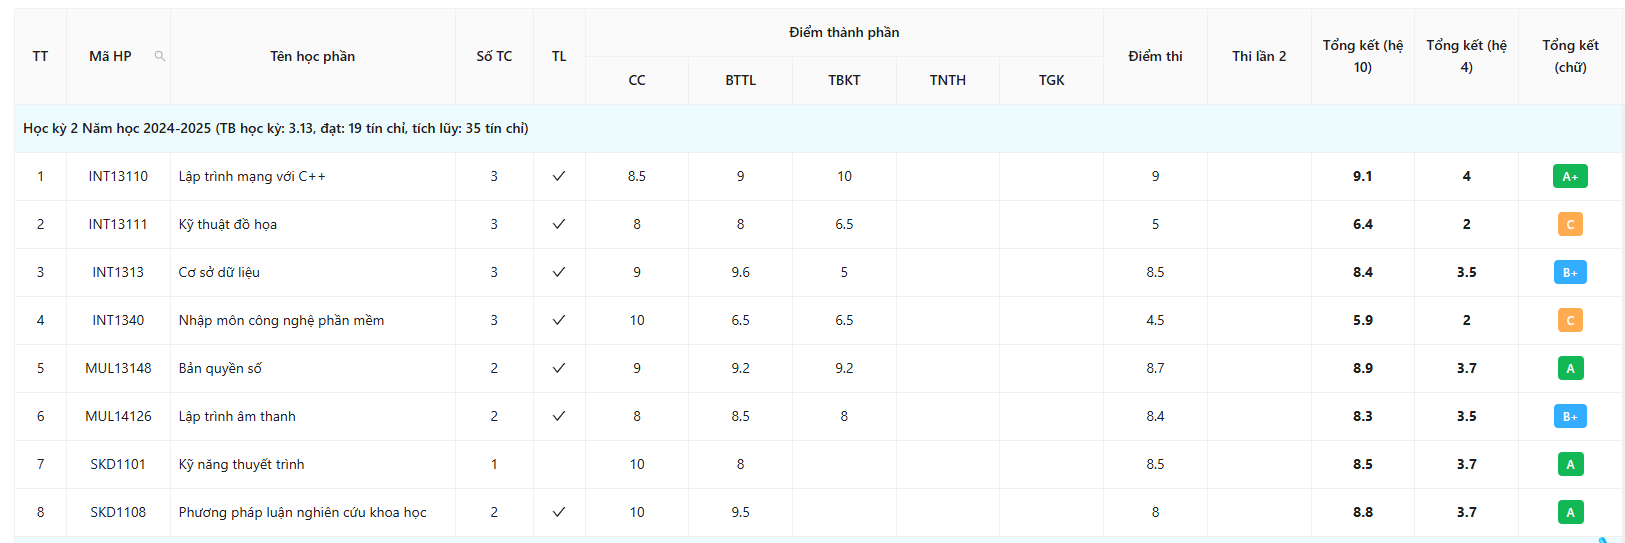 TT Mã HP Tên học phần Số TC TL Điểm thành phần Điểm thi Thi lần 2 Tổng kết (hệ 10) Tổng kết (hệ 4) Tổng kết (chữ)
CC BTTL TBKT TNTH TGK
Học kỳ 2 Năm học 2024-2025 (TB học kỳ: 3.13, đạt: 19 tín chỉ, tích lũy: 35 tín chỉ)
1 INT13110 Lập trình mạng với C++ 3 ✓ 8.5 9 10 9 9.1 4 A+
2 INT13111 Kỹ thuật đồ họa 3 ✓ 8 8 6.5 5 6.4 2 C
3 INT1313 Cơ sở dữ liệu 3 ✓ 9 9.6 5 8.5 8.4 3.5 B+
4 INT1340 Nhập môn công nghệ phần mềm 3 ✓ 10 6.5 6.5 4.5 5.9 2 C
5 MUL13148 Bản quyền số 2 ✓ 9 9.2 9.2 8.7 8.9 3.7 A
6 MUL14126 Lập trình âm thanh 2 ✓ 8 8.5 8 8.4 8.3 3.5 B+
7 SKD1101 Kỹ năng thuyết trình 1 10 8 8.5 8.5 3.7 A
8 SKD1108 Phương pháp luận nghiên cứu khoa học 2 ✓ 10 9.5 8 8.8 3.7 A